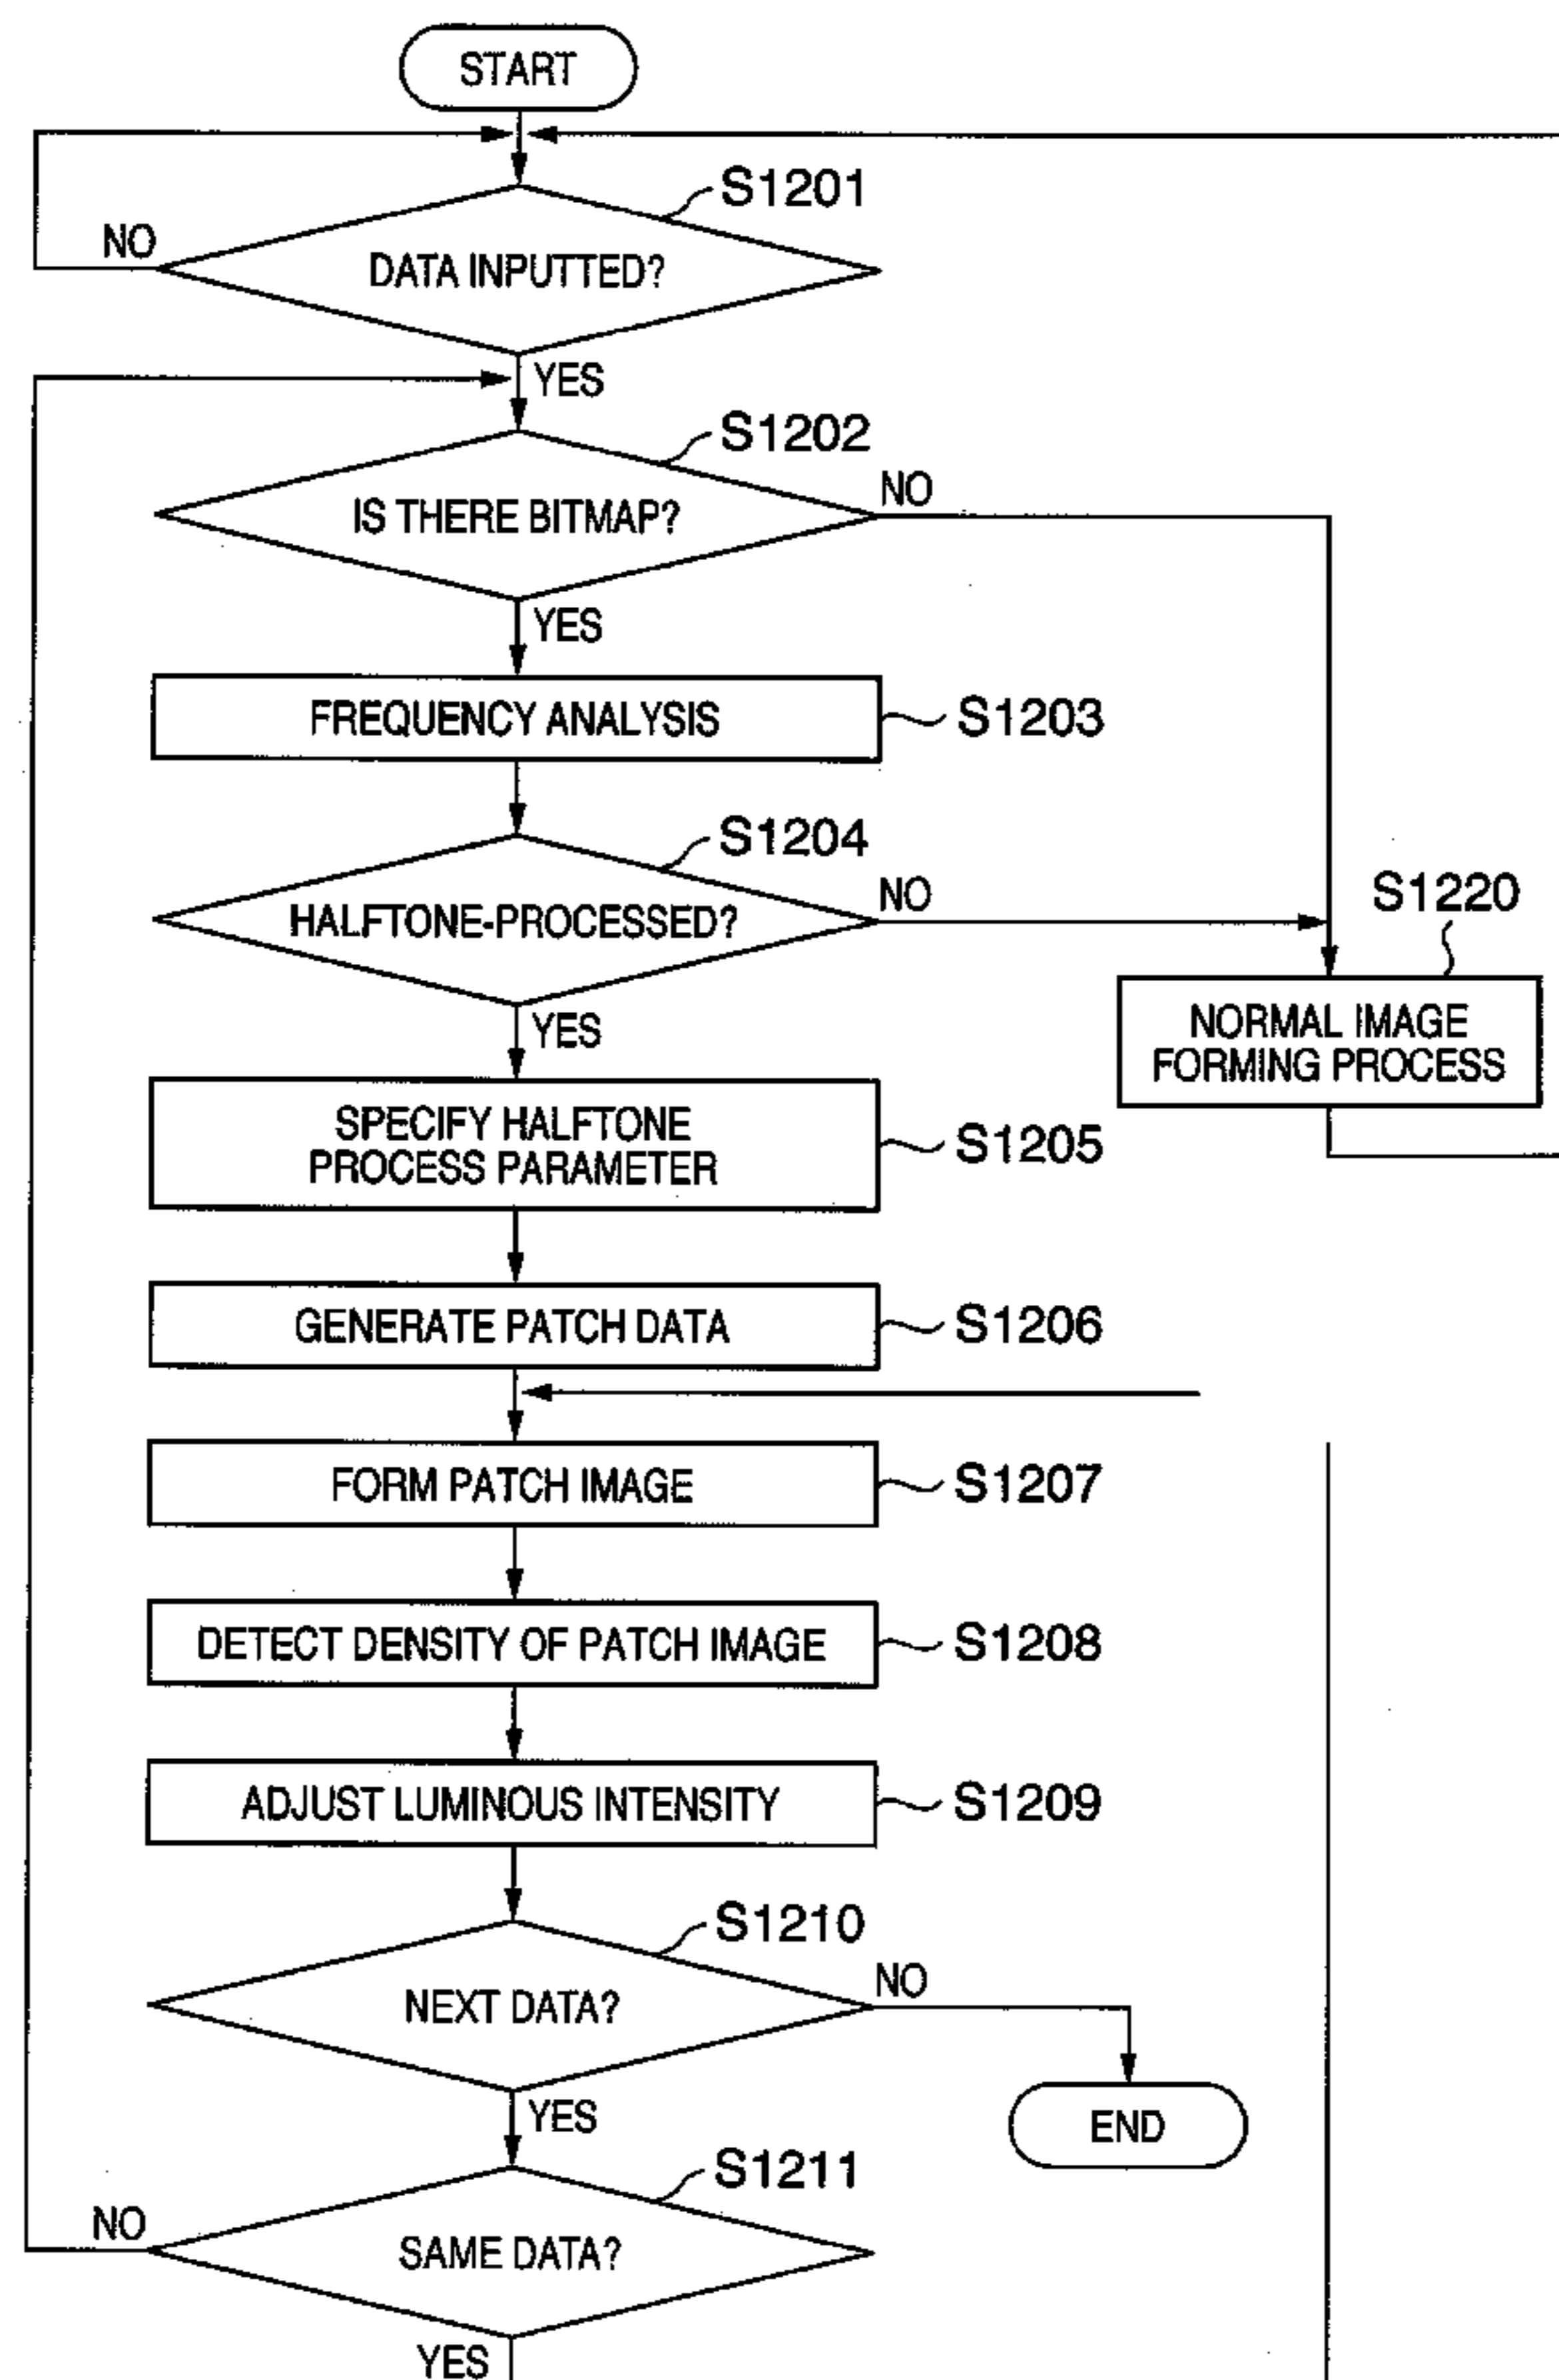 START
S1201
NO
DATA INPUTTED?
YES
S1202
NO
IS THERE BITMAP?
YES
FREQUENCY ANALYSIS
S1203
S1204
NO
HALFTONE-PROCESSED?
S1220
YES
NORMAL IMAGE
FORMING PROCESS
SPECIFY HALFTONE
PROCESS PARAMETER
S1205
GENERATE PATCH DATA
S1206
FORM PATCH IMAGE
S1207
DETECT DENSITY OF PATCH IMAGE
S1208
ADJUST LUMINOUS INTENSITY
S1209
S1210
NO
NEXT DATA?
YES
END
S1211
NO
SAME DATA?
YES